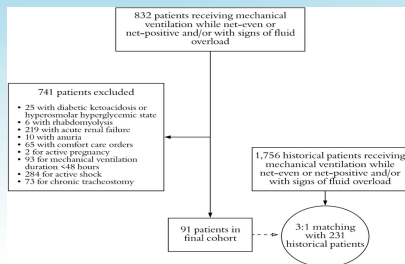 832 patients receiving mechanical
ventilation while net–even or
net–positive and/or with signs of fluid
overload
741 patients excluded
• 25 with diabetic ketoacidosis or
hyperosmolar hyperglycemic state
• 6 with rhabdomyolysis
• 219 with acute renal failure
• 10 with anuria
• 65 with comfort care orders
• 2 for active pregnancy
• 93 for mechanical ventilation
duration <48 hours
• 284 for active shock
• 73 for chronic tracheostomy
1,756 historical patients receiving
mechanical ventilation while
net–even or net–positive and/or
with signs of fluid overload
91 patients in
final cohort
3:1 matching
with 231
historical patients